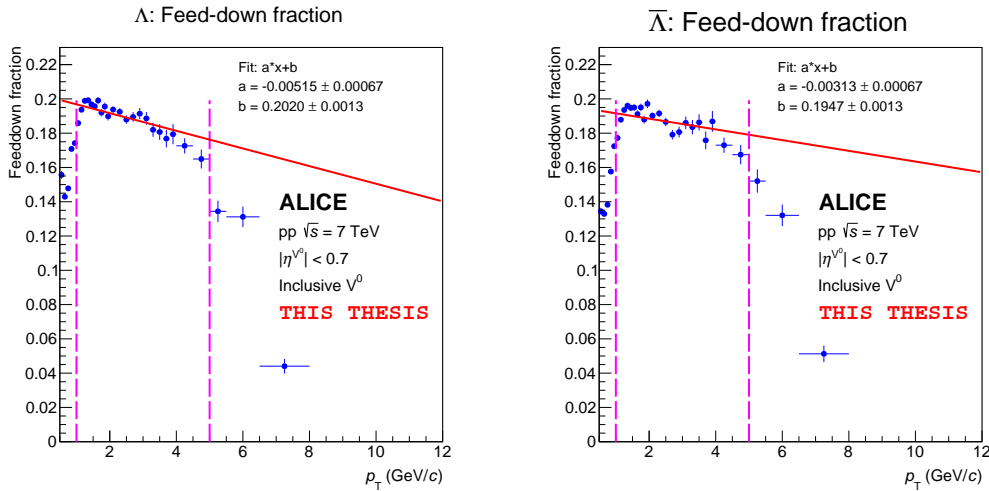 Λ: Feed-down fraction
Feeddown fraction
0.22
0.2
0.18
0.16
0.14
0.12
0.1
0.08
0.06
0.04
0.02
0
Fit: a*x+b
a = -0.00515 ± 0.00067
b = 0.2020 ± 0.0013
ALICE
pp √s = 7 TeV
|η^V⁰| < 0.7
Inclusive V⁰
THIS THESIS
2 4 6 8 10 12
p_T (GeV/c)
Λ̅: Feed-down fraction
Feeddown fraction
0.22
0.2
0.18
0.16
0.14
0.12
0.1
0.08
0.06
0.04
0.02
0
Fit: a*x+b
a = -0.00313 ± 0.00067
b = 0.1947 ± 0.0013
ALICE
pp √s = 7 TeV
|η^V⁰| < 0.7
Inclusive V⁰
THIS THESIS
2 4 6 8 10 12
p_T (GeV/c)